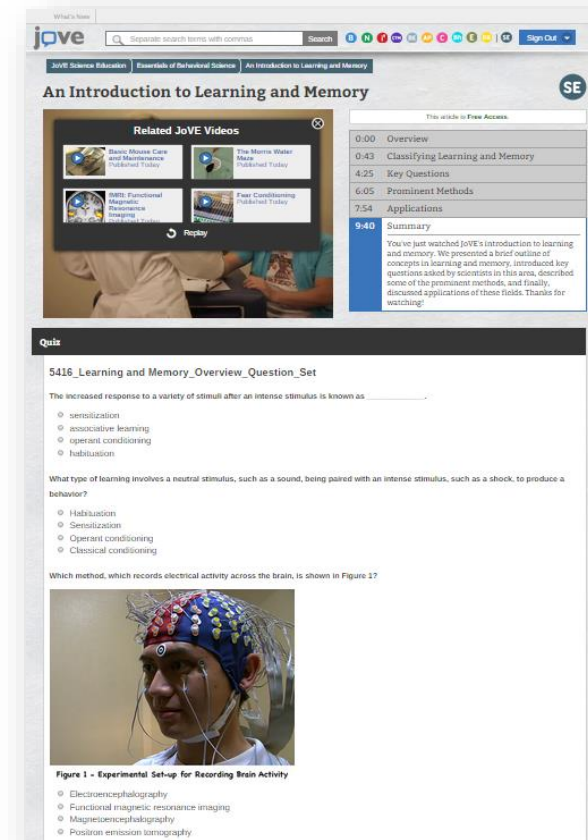 What's New
jove
Separate search terms with commas
Search
Sign Out
JoVE Science Education
Essentials of Behavioral Science
An Introduction to Learning and Memory
An Introduction to Learning and Memory
SE
Related JoVE Videos
Basic Mouse Care and Maintenance
Published Today
The Morris Water Maze
Published Today
fMRI: Functional Magnetic Resonance Imaging
Published Today
Fear Conditioning
Published Today
Replay
This article is Free Access.
0:00 Overview
0:43 Classifying Learning and Memory
4:25 Key Questions
6:05 Prominent Methods
7:54 Applications
9:40 Summary
You've just watched JoVE's introduction to learning
and memory. We presented a brief outline of
concepts in learning and memory, introduced key
questions asked by scientists in this area, described
some of the prominent methods, and finally,
discussed applications of these fields. Thanks for
watching!
Quiz
5416_Learning and Memory_Overview_Question_Set
The increased response to a variety of stimuli after an intense stimulus is known as ______________.
sensitization
associative learning
operant conditioning
habituation
What type of learning involves a neutral stimulus, such as a sound, being paired with an intense stimulus, such as a shock, to produce a
behavior?
Habituation
Sensitization
Operant conditioning
Classical conditioning
Which method, which records electrical activity across the brain, is shown in Figure 1?
Figure 1 - Experimental Set-up for Recording Brain Activity
Electroencephalography
Functional magnetic resonance imaging
Magnetoencephalography
Positron emission tomography